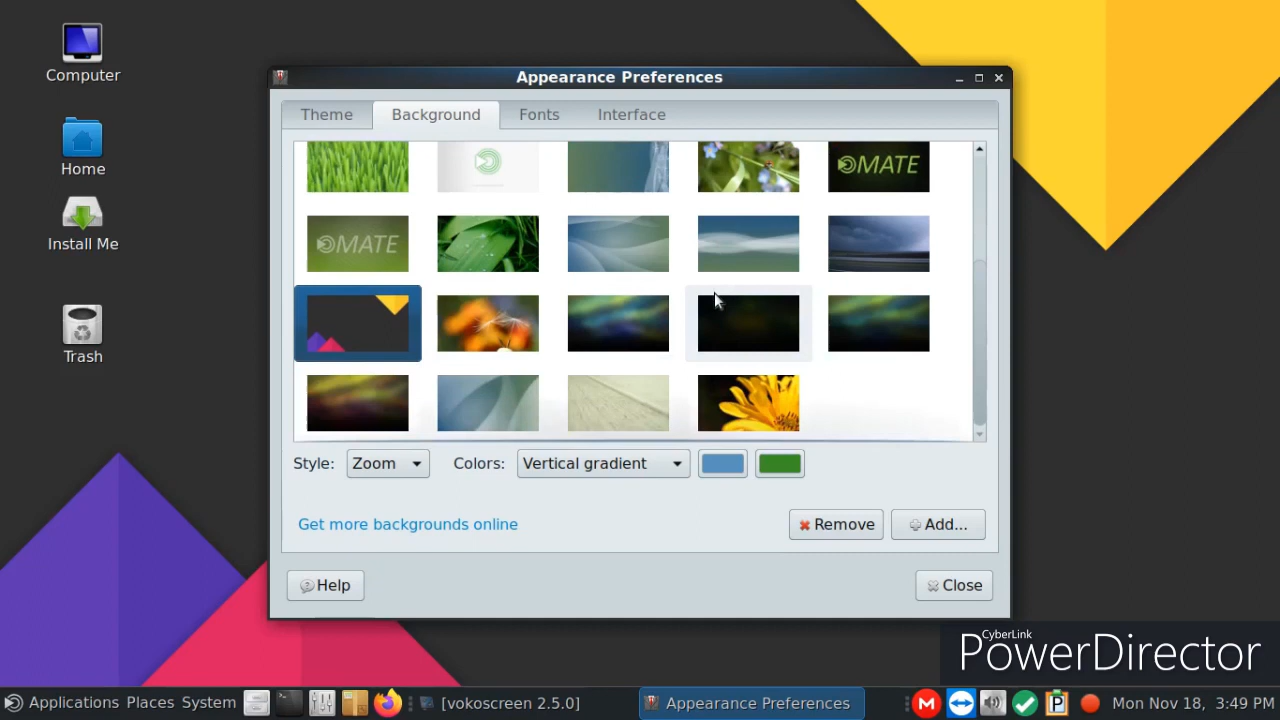 Computer
Home
Install Me
Trash
Appearance Preferences
Theme Background Fonts Interface
MATE
MATE
Style: Zoom Colors: Vertical gradient
Get more backgrounds online
Remove Add...
Help Close
CyberLink
PowerDirector
Applications Places System [vokoscreen 2.5.0] Appearance Preferences M P Mon Nov 18, 3:49 PM